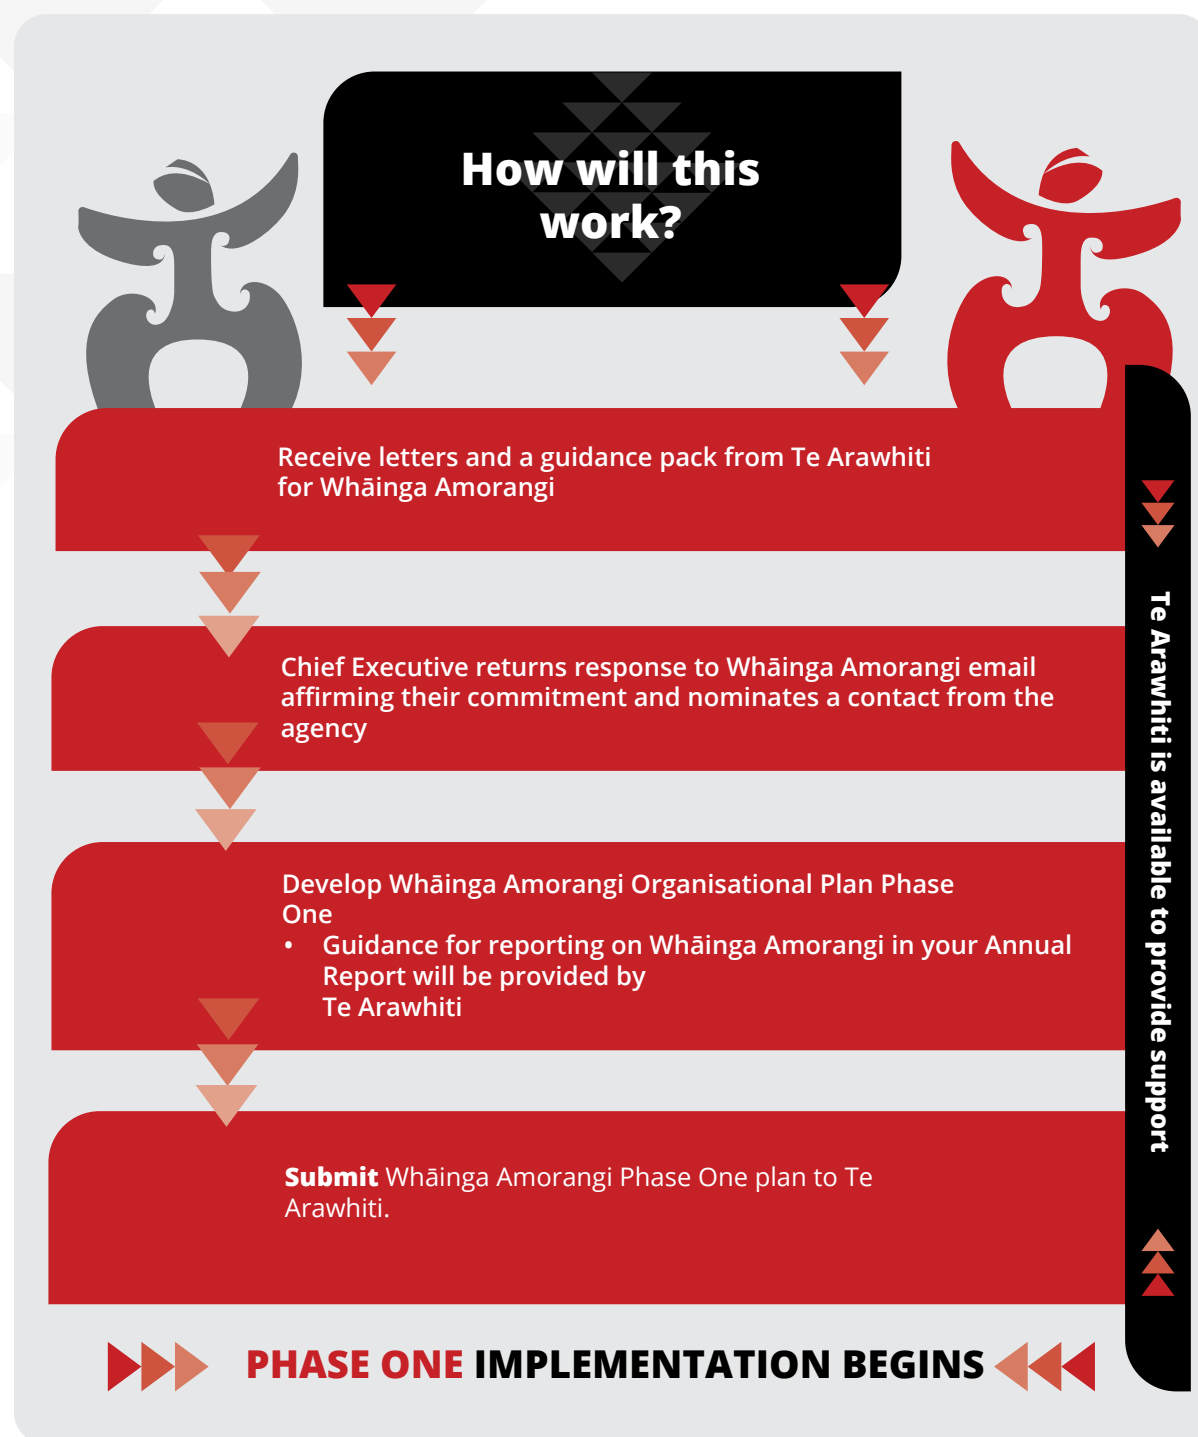 How will this
work?
Receive letters and a guidance pack from Te Arawhiti
for Whāinga Amorangi
Chief Executive returns response to Whāinga Amorangi email
affirming their commitment and nominates a contact from the
agency
Develop Whāinga Amorangi Organisational Plan Phase
One
• Guidance for reporting on Whāinga Amorangi in your Annual
Report will be provided by
Te Arawhiti
Submit Whāinga Amorangi Phase One plan to Te
Arawhiti.
Te Arawhiti is available to provide support
PHASE ONE IMPLEMENTATION BEGINS